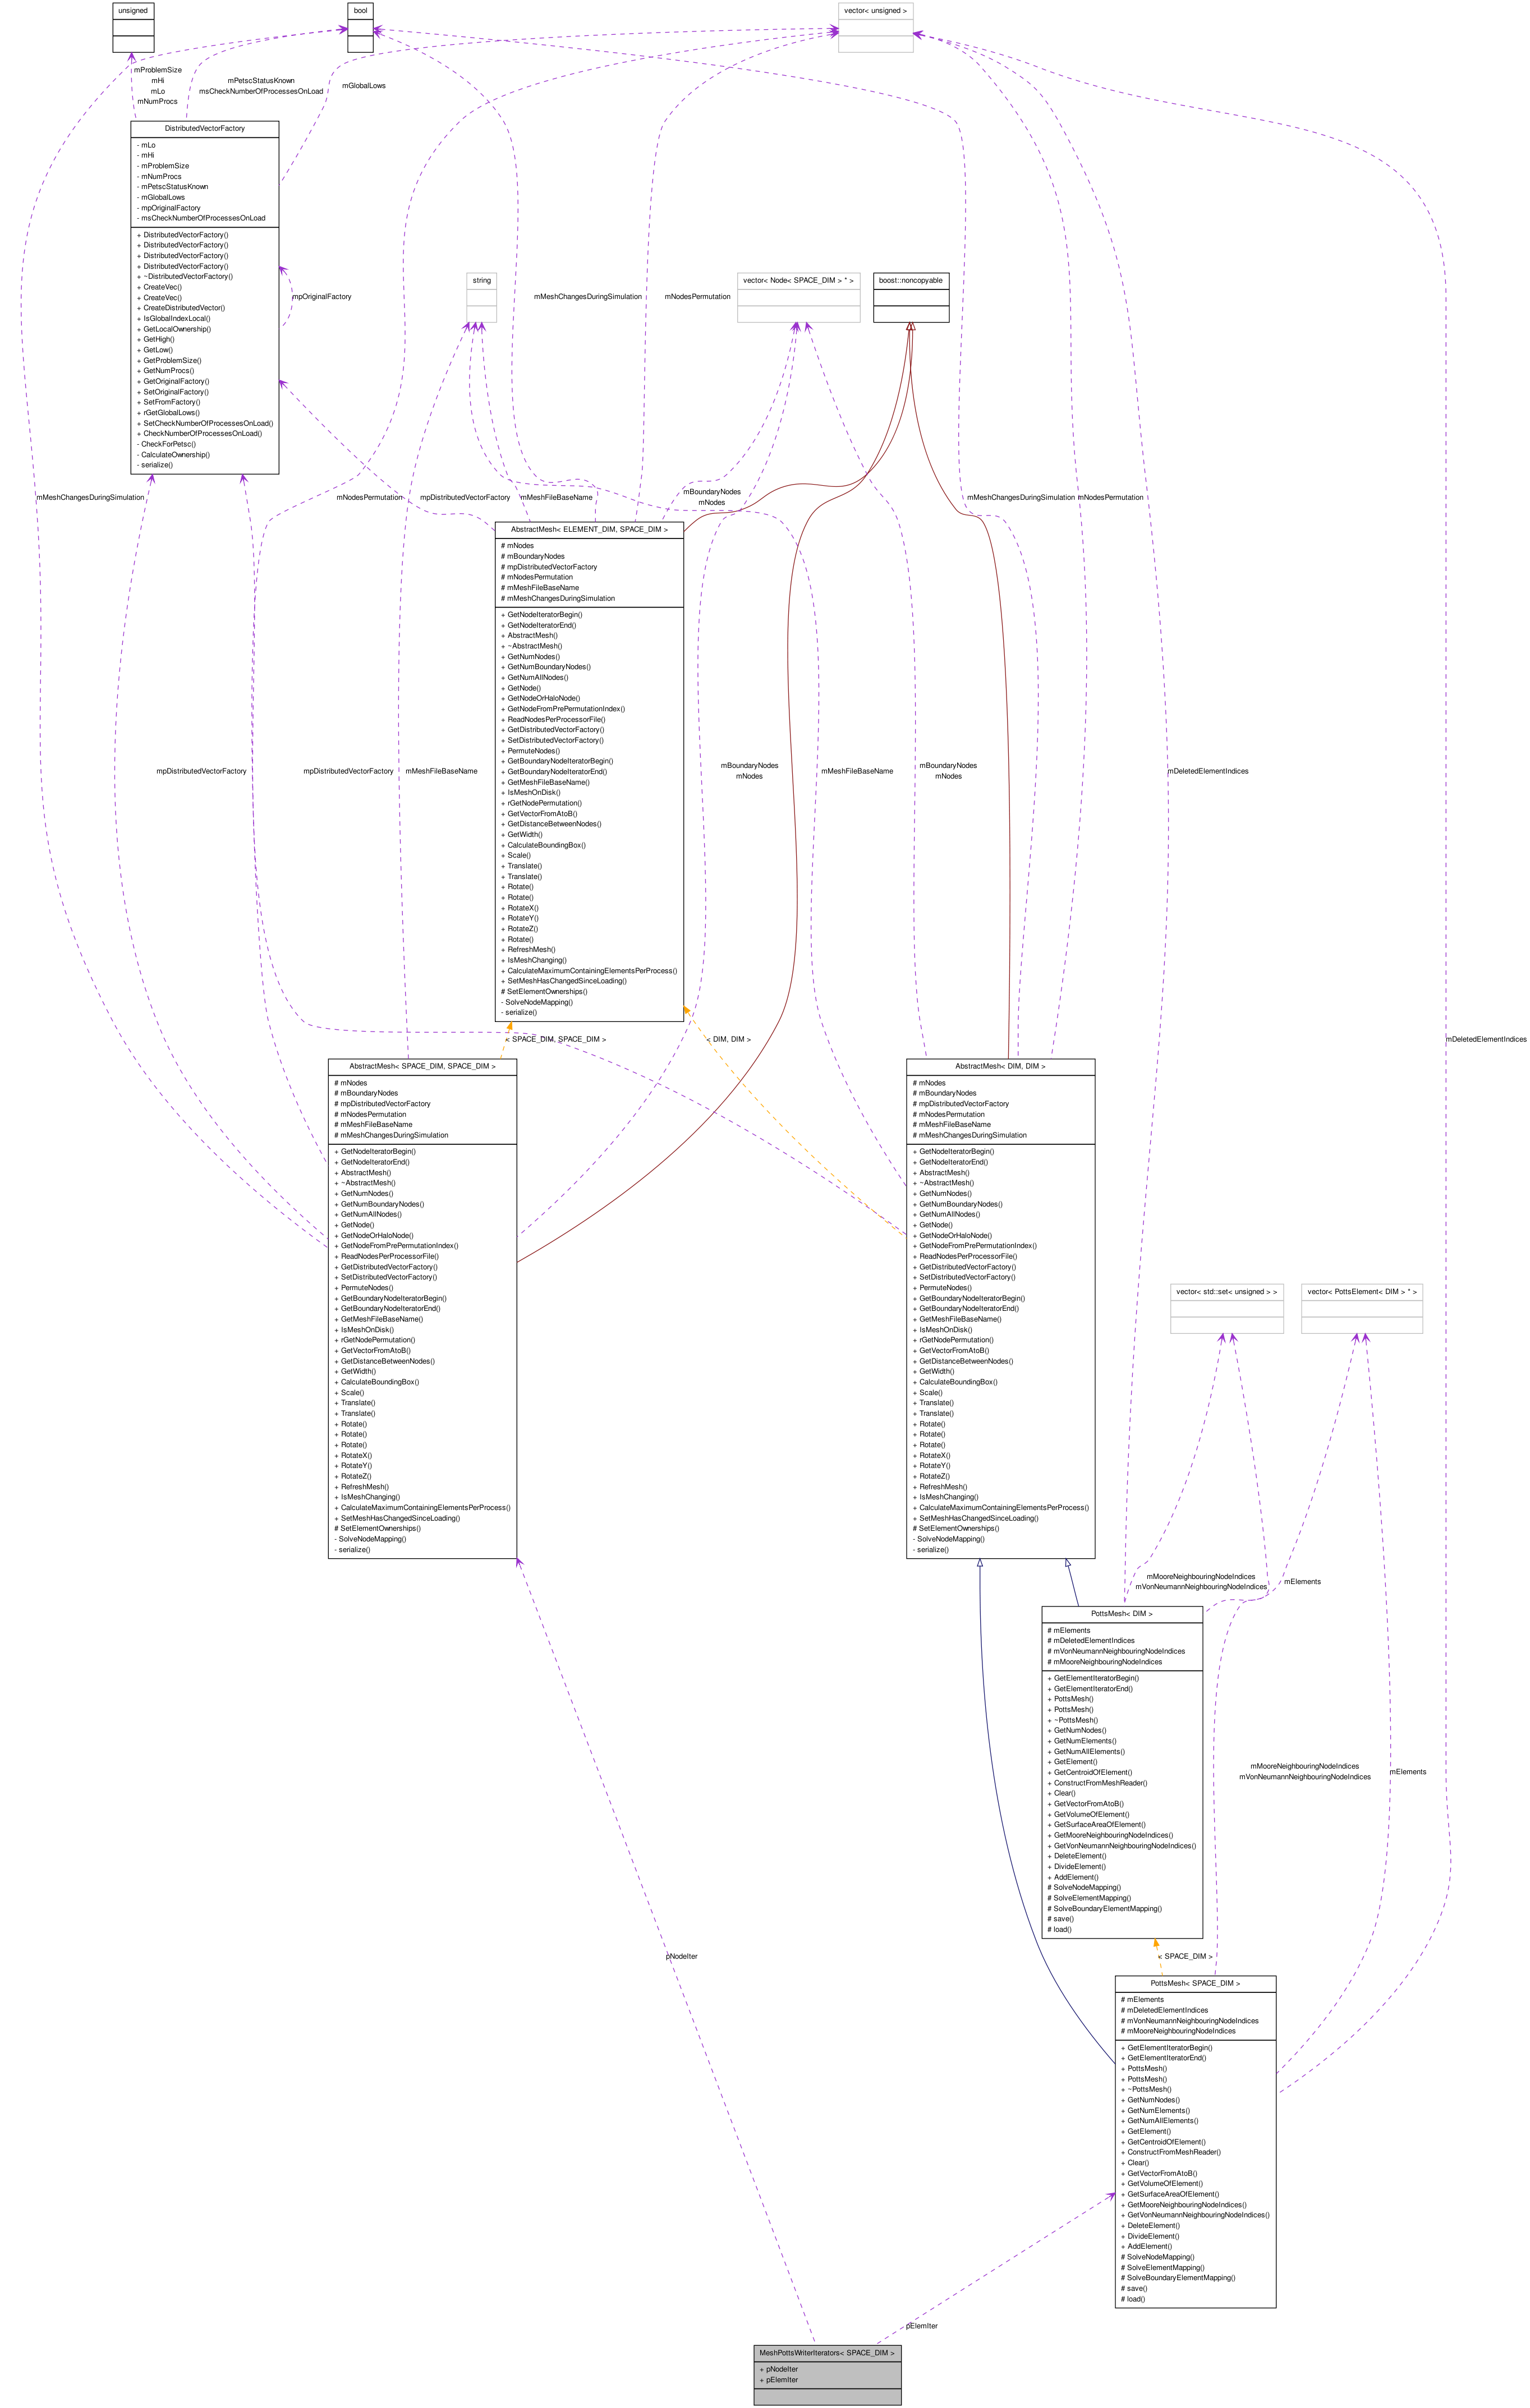 unsigned
bool
vector< unsigned >
mProblemSize
mHi
mLo
mNumProcs
mPetscStatusKnown
msCheckNumberOfProcessesOnLoad
mGlobalLows
DistributedVectorFactory
- mLo
- mHi
- mProblemSize
- mNumProcs
- mPetscStatusKnown
- mGlobalLows
- mpOriginalFactory
- msCheckNumberOfProcessesOnLoad
+ DistributedVectorFactory()
+ DistributedVectorFactory()
+ DistributedVectorFactory()
+ DistributedVectorFactory()
+ ~DistributedVectorFactory()
+ CreateVec()
+ CreateVec()
+ CreateDistributedVector()
+ IsGlobalIndexLocal()
+ GetLocalOwnership()
+ GetHigh()
+ GetLow()
+ GetProblemSize()
+ GetNumProcs()
+ GetOriginalFactory()
+ SetOriginalFactory()
+ SetFromFactory()
+ rGetGlobalLows()
+ SetCheckNumberOfProcessesOnLoad()
+ CheckNumberOfProcessesOnLoad()
- CheckForPetsc()
- CalculateOwnership()
- serialize()
mpOriginalFactory
string
mMeshChangesDuringSimulation
mNodesPermutation
vector< Node< SPACE_DIM > * >
boost::noncopyable
mMeshChangesDuringSimulation
mNodesPermutation
mpDistributedVectorFactory
mMeshFileBaseName
mBoundaryNodes
mNodes
mMeshChangesDuringSimulation
mNodesPermutation
AbstractMesh< ELEMENT_DIM, SPACE_DIM >
# mNodes
# mBoundaryNodes
# mpDistributedVectorFactory
# mNodesPermutation
# mMeshFileBaseName
# mMeshChangesDuringSimulation
+ GetNodeIteratorBegin()
+ GetNodeIteratorEnd()
+ AbstractMesh()
+ ~AbstractMesh()
+ GetNumNodes()
+ GetNumBoundaryNodes()
+ GetNumAllNodes()
+ GetNode()
+ GetNodeOrHaloNode()
+ GetNodeFromPrePermutationIndex()
+ ReadNodesPerProcessorFile()
+ GetDistributedVectorFactory()
+ SetDistributedVectorFactory()
+ PermuteNodes()
+ GetBoundaryNodeIteratorBegin()
+ GetBoundaryNodeIteratorEnd()
+ GetMeshFileBaseName()
+ IsMeshOnDisk()
+ rGetNodePermutation()
+ GetVectorFromAtoB()
+ GetDistanceBetweenNodes()
+ GetWidth()
+ CalculateBoundingBox()
+ Scale()
+ Translate()
+ Translate()
+ Rotate()
+ Rotate()
+ RotateX()
+ RotateY()
+ RotateZ()
+ Rotate()
+ RefreshMesh()
+ IsMeshChanging()
+ CalculateMaximumContainingElementsPerProcess()
+ SetMeshHasChangedSinceLoading()
# SetElementOwnerships()
- SolveNodeMapping()
- serialize()
mpDistributedVectorFactory
mpDistributedVectorFactory
mMeshFileBaseName
mBoundaryNodes
mNodes
mMeshFileBaseName
mBoundaryNodes
mNodes
mDeletedElementIndices
mDeletedElementIndices
< SPACE_DIM, SPACE_DIM >
< DIM, DIM >
AbstractMesh< SPACE_DIM, SPACE_DIM >
# mNodes
# mBoundaryNodes
# mpDistributedVectorFactory
# mNodesPermutation
# mMeshFileBaseName
# mMeshChangesDuringSimulation
+ GetNodeIteratorBegin()
+ GetNodeIteratorEnd()
+ AbstractMesh()
+ ~AbstractMesh()
+ GetNumNodes()
+ GetNumBoundaryNodes()
+ GetNumAllNodes()
+ GetNode()
+ GetNodeOrHaloNode()
+ GetNodeFromPrePermutationIndex()
+ ReadNodesPerProcessorFile()
+ GetDistributedVectorFactory()
+ SetDistributedVectorFactory()
+ PermuteNodes()
+ GetBoundaryNodeIteratorBegin()
+ GetBoundaryNodeIteratorEnd()
+ GetMeshFileBaseName()
+ IsMeshOnDisk()
+ rGetNodePermutation()
+ GetVectorFromAtoB()
+ GetDistanceBetweenNodes()
+ GetWidth()
+ CalculateBoundingBox()
+ Scale()
+ Translate()
+ Translate()
+ Rotate()
+ Rotate()
+ Rotate()
+ RotateX()
+ RotateY()
+ RotateZ()
+ RefreshMesh()
+ IsMeshChanging()
+ CalculateMaximumContainingElementsPerProcess()
+ SetMeshHasChangedSinceLoading()
# SetElementOwnerships()
- SolveNodeMapping()
- serialize()
AbstractMesh< DIM, DIM >
# mNodes
# mBoundaryNodes
# mpDistributedVectorFactory
# mNodesPermutation
# mMeshFileBaseName
# mMeshChangesDuringSimulation
+ GetNodeIteratorBegin()
+ GetNodeIteratorEnd()
+ AbstractMesh()
+ ~AbstractMesh()
+ GetNumNodes()
+ GetNumBoundaryNodes()
+ GetNumAllNodes()
+ GetNode()
+ GetNodeOrHaloNode()
+ GetNodeFromPrePermutationIndex()
+ ReadNodesPerProcessorFile()
+ GetDistributedVectorFactory()
+ SetDistributedVectorFactory()
+ PermuteNodes()
+ GetBoundaryNodeIteratorBegin()
+ GetBoundaryNodeIteratorEnd()
+ GetMeshFileBaseName()
+ IsMeshOnDisk()
+ rGetNodePermutation()
+ GetVectorFromAtoB()
+ GetDistanceBetweenNodes()
+ GetWidth()
+ CalculateBoundingBox()
+ Scale()
+ Translate()
+ Translate()
+ Rotate()
+ Rotate()
+ Rotate()
+ RotateX()
+ RotateY()
+ RotateZ()
+ RefreshMesh()
+ IsMeshChanging()
+ CalculateMaximumContainingElementsPerProcess()
+ SetMeshHasChangedSinceLoading()
# SetElementOwnerships()
- SolveNodeMapping()
- serialize()
vector< std::set< unsigned > >
vector< PottsElement< DIM > * >
mMooreNeighbouringNodeIndices
mVonNeumannNeighbouringNodeIndices
mElements
PottsMesh< DIM >
# mElements
# mDeletedElementIndices
# mVonNeumannNeighbouringNodeIndices
# mMooreNeighbouringNodeIndices
+ GetElementIteratorBegin()
+ GetElementIteratorEnd()
+ PottsMesh()
+ PottsMesh()
+ ~PottsMesh()
+ GetNumNodes()
+ GetNumElements()
+ GetNumAllElements()
+ GetElement()
+ GetCentroidOfElement()
+ ConstructFromMeshReader()
+ Clear()
+ GetVectorFromAtoB()
+ GetVolumeOfElement()
+ GetSurfaceAreaOfElement()
+ GetMooreNeighbouringNodeIndices()
+ GetVonNeumannNeighbouringNodeIndices()
+ DeleteElement()
+ DivideElement()
+ AddElement()
# SolveNodeMapping()
# SolveElementMapping()
# SolveBoundaryElementMapping()
# save()
# load()
mMooreNeighbouringNodeIndices
mVonNeumannNeighbouringNodeIndices
mElements
pNodeIter
< SPACE_DIM >
PottsMesh< SPACE_DIM >
# mElements
# mDeletedElementIndices
# mVonNeumannNeighbouringNodeIndices
# mMooreNeighbouringNodeIndices
+ GetElementIteratorBegin()
+ GetElementIteratorEnd()
+ PottsMesh()
+ PottsMesh()
+ ~PottsMesh()
+ GetNumNodes()
+ GetNumElements()
+ GetNumAllElements()
+ GetElement()
+ GetCentroidOfElement()
+ ConstructFromMeshReader()
+ Clear()
+ GetVectorFromAtoB()
+ GetVolumeOfElement()
+ GetSurfaceAreaOfElement()
+ GetMooreNeighbouringNodeIndices()
+ GetVonNeumannNeighbouringNodeIndices()
+ DeleteElement()
+ DivideElement()
+ AddElement()
# SolveNodeMapping()
# SolveElementMapping()
# SolveBoundaryElementMapping()
# save()
# load()
pElemIter
MeshPottsWriterIterators< SPACE_DIM >
+ pNodeIter
+ pElemIter